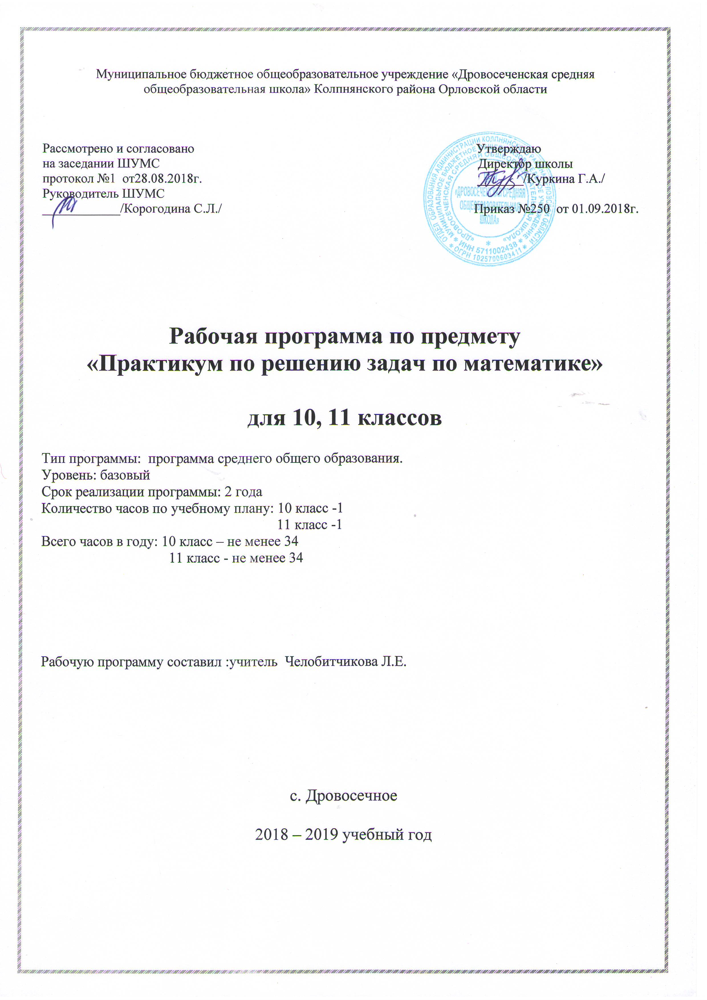 Муниципальное бюджетное общеобразовательное учреждение «Дровосеченская средняя
общеобразовательная школа» Колпнянского района Орловской области
Рассмотрено и согласовано
на заседании ШУМС
протокол №1 от28.08.2018г.
Руководитель ШУМС
____________/Корогодина С.Л./
Утверждаю
Директор школы
_______/Куркина Г.А./
Приказ №250 от 01.09.2018г.
ОТДЕЛ ОБРАЗОВАНИЯ АДМИНИСТРАЦИИ КОЛПНЯНСКОГО РАЙОНА ОРЛОВСКОЙ ОБЛАСТИ
* ОГРН 1025700603411 *
МУНИЦИПАЛЬНОЕ БЮДЖЕТНОЕ ОБЩЕОБРАЗОВАТЕЛЬНОЕ УЧРЕЖДЕНИЕ
* ИНН 5711002438 *
«ДРОВОСЕЧЕНСКАЯ СРЕДНЯЯ ОБЩЕОБРАЗОВАТЕЛЬНАЯ ШКОЛА»
«ДРОВОСЕЧЕНСКАЯ СРЕДНЯЯ
ОБЩЕОБРАЗОВАТЕЛЬНАЯ
ШКОЛА»
Рабочая программа по предмету
«Практикум по решению задач по математике»
для 10, 11 классов
Тип программы: программа среднего общего образования.
Уровень: базовый
Срок реализации программы: 2 года
Количество часов по учебному плану: 10 класс -1
11 класс -1
Всего часов в году: 10 класс – не менее 34
11 класс - не менее 34
Рабочую программу составил :учитель Челобитчикова Л.Е.
с. Дровосечное
2018 – 2019 учебный год